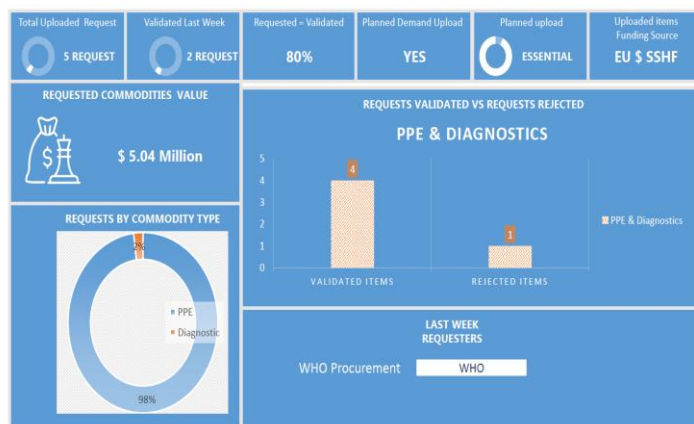 Total Uploaded Request
5 REQUEST
Validated Last Week
2 REQUEST
Requested = Validated
80%
Planned Demand Upload
YES
Planned upload
ESSENTIAL
Uploaded items
Funding Source
EU $ SSHF
REQUESTED COMMODITIES VALUE
$
$ 5.04 Million
REQUESTS BY COMMODITY TYPE
2%
PPE
Diagnostic
98%
REQUESTS VALIDATED VS REQUESTS REJECTED
PPE & DIAGNOSTICS
5
4
3
2
1
0
4
1
VALIDATED ITEMS
REJECTED ITEMS
PPE & Diagnostics
LAST WEEK
REQUESTERS
WHO Procurement
WHO